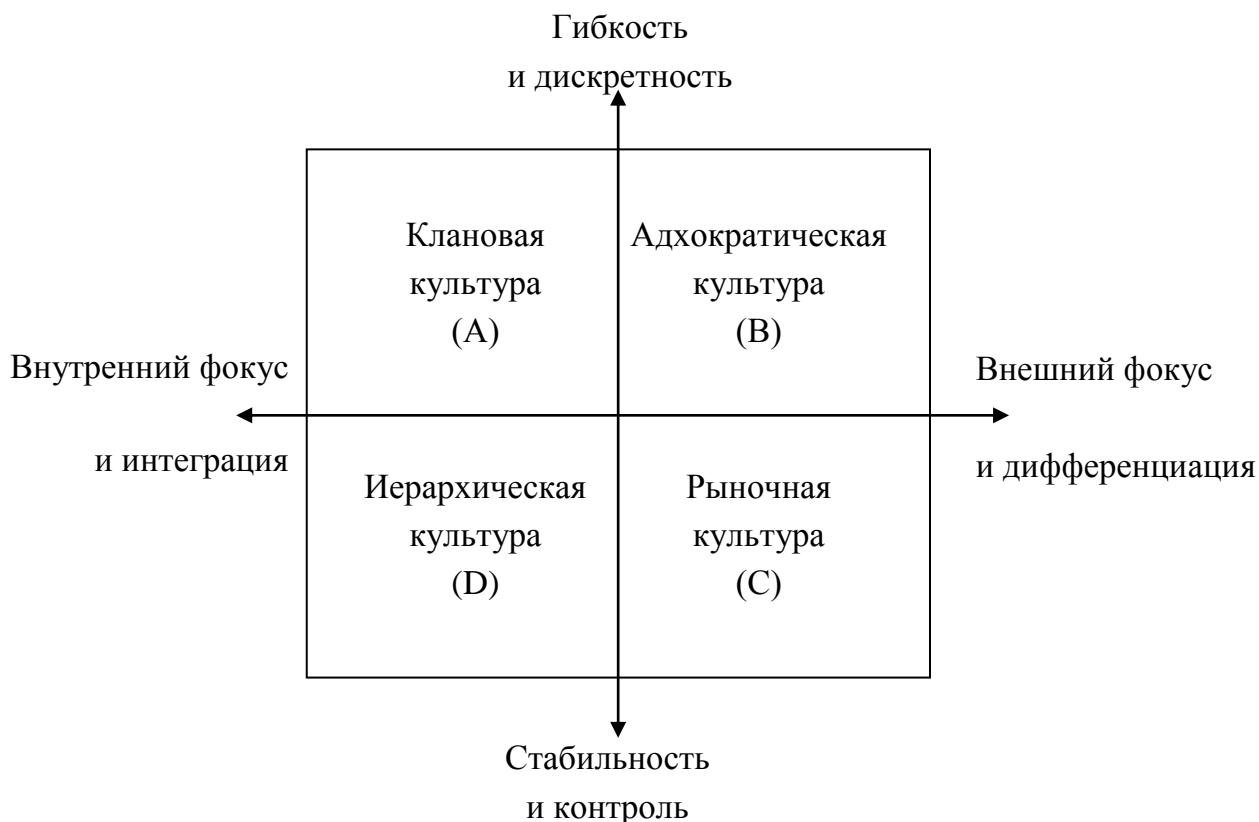 Гибкость
и дискретность
Клановая
культура
(A)
Адхократическая
культура
(B)
Внутренний фокус
и интеграция
Внешний фокус
и дифференциация
Иерархическая
культура
(D)
Рыночная
культура
(C)
Стабильность
и контроль